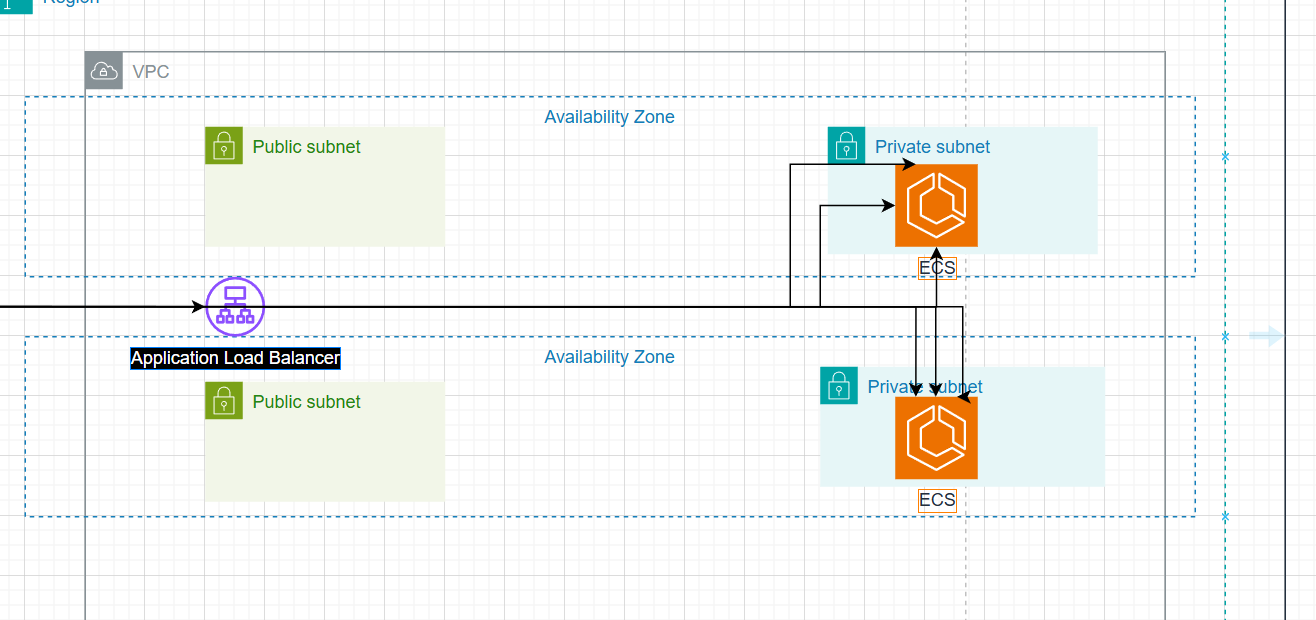 Region
VPC
Availability Zone
Public subnet
Private subnet
ECS
Application Load Balancer
Availability Zone
Public subnet
Private subnet
ECS